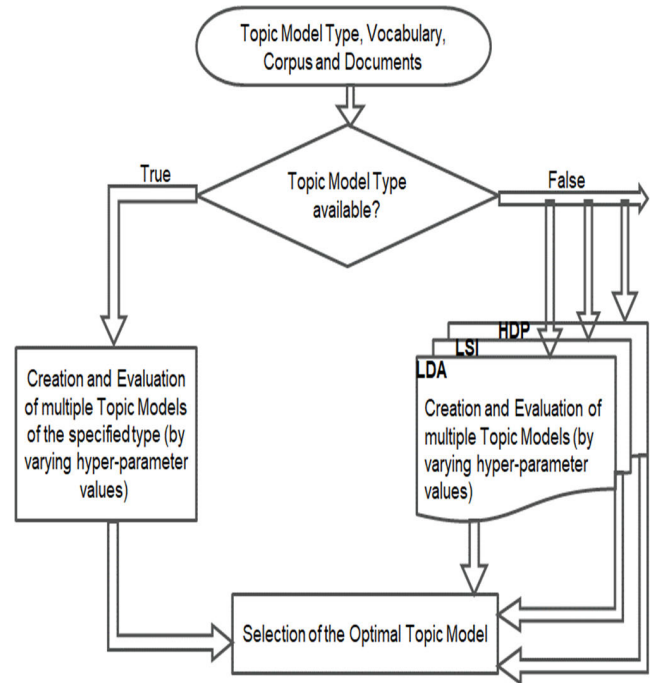 Topic Model Type, Vocabulary,
Corpus and Documents
True
Topic Model Type
available?
False
HDP
LSI
LDA
Creation and Evaluation
of multiple Topic Models
of the specified type (by
varying hyper-parameter
values)
Creation and Evaluation of
multiple Topic Models (by
varying hyper-parameter
values)
Selection of the Optimal Topic Model